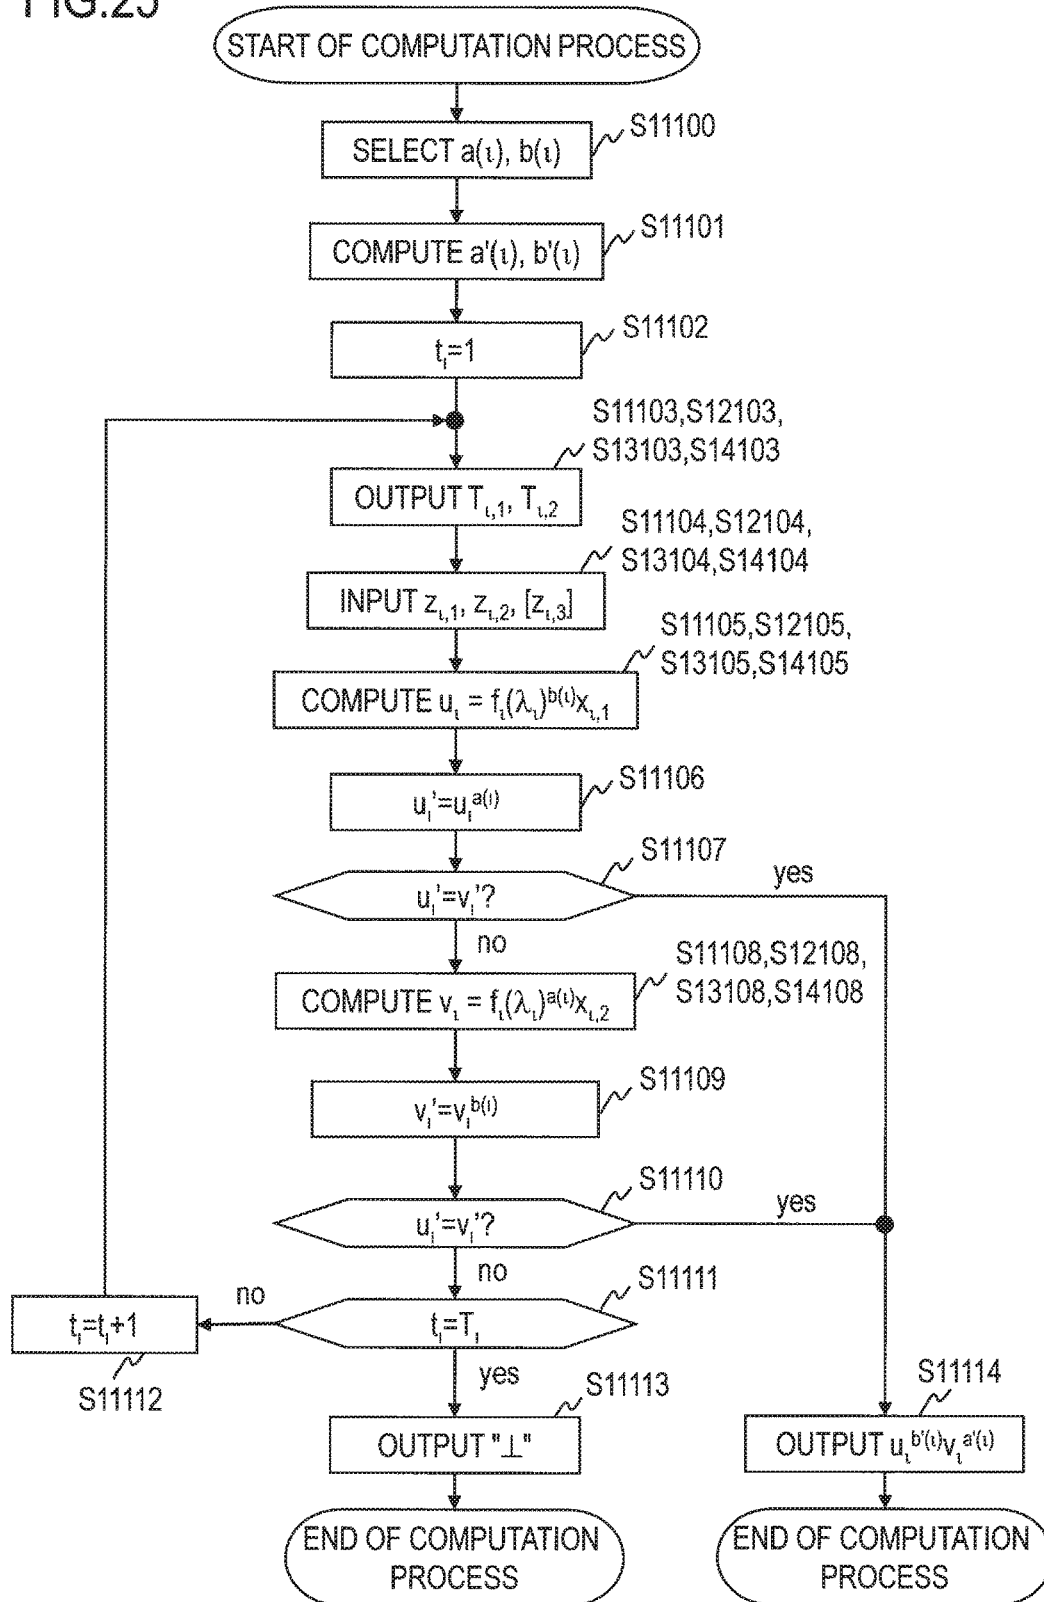 FIG.25
START OF COMPUTATION PROCESS
S11100
SELECT a(ι), b(ι)
S11101
COMPUTE a'(ι), b'(ι)
S11102
tι=1
S11103,S12103,
S13103,S14103
OUTPUT Tι,1, Tι,2
S11104,S12104,
S13104,S14104
INPUT zι,1, zι,2, [zι,3]
S11105,S12105,
S13105,S14105
COMPUTE uι = fι(λι)^b(ι)xι,1
S11106
uι'=uι^a(ι)
S11107
uι'=vι'?
yes
no
S11108,S12108,
S13108,S14108
COMPUTE vι = fι(λι)^a(ι)xι,2
S11109
vι'=vι^b(ι)
S11110
uι'=vι'?
yes
no
S11111
tι=Tι
no
tι=tι+1
S11112
yes
S11113
OUTPUT "⊥"
S11114
OUTPUT uι^b'(ι)vι^a'(ι)
END OF COMPUTATION
PROCESS
END OF COMPUTATION
PROCESS